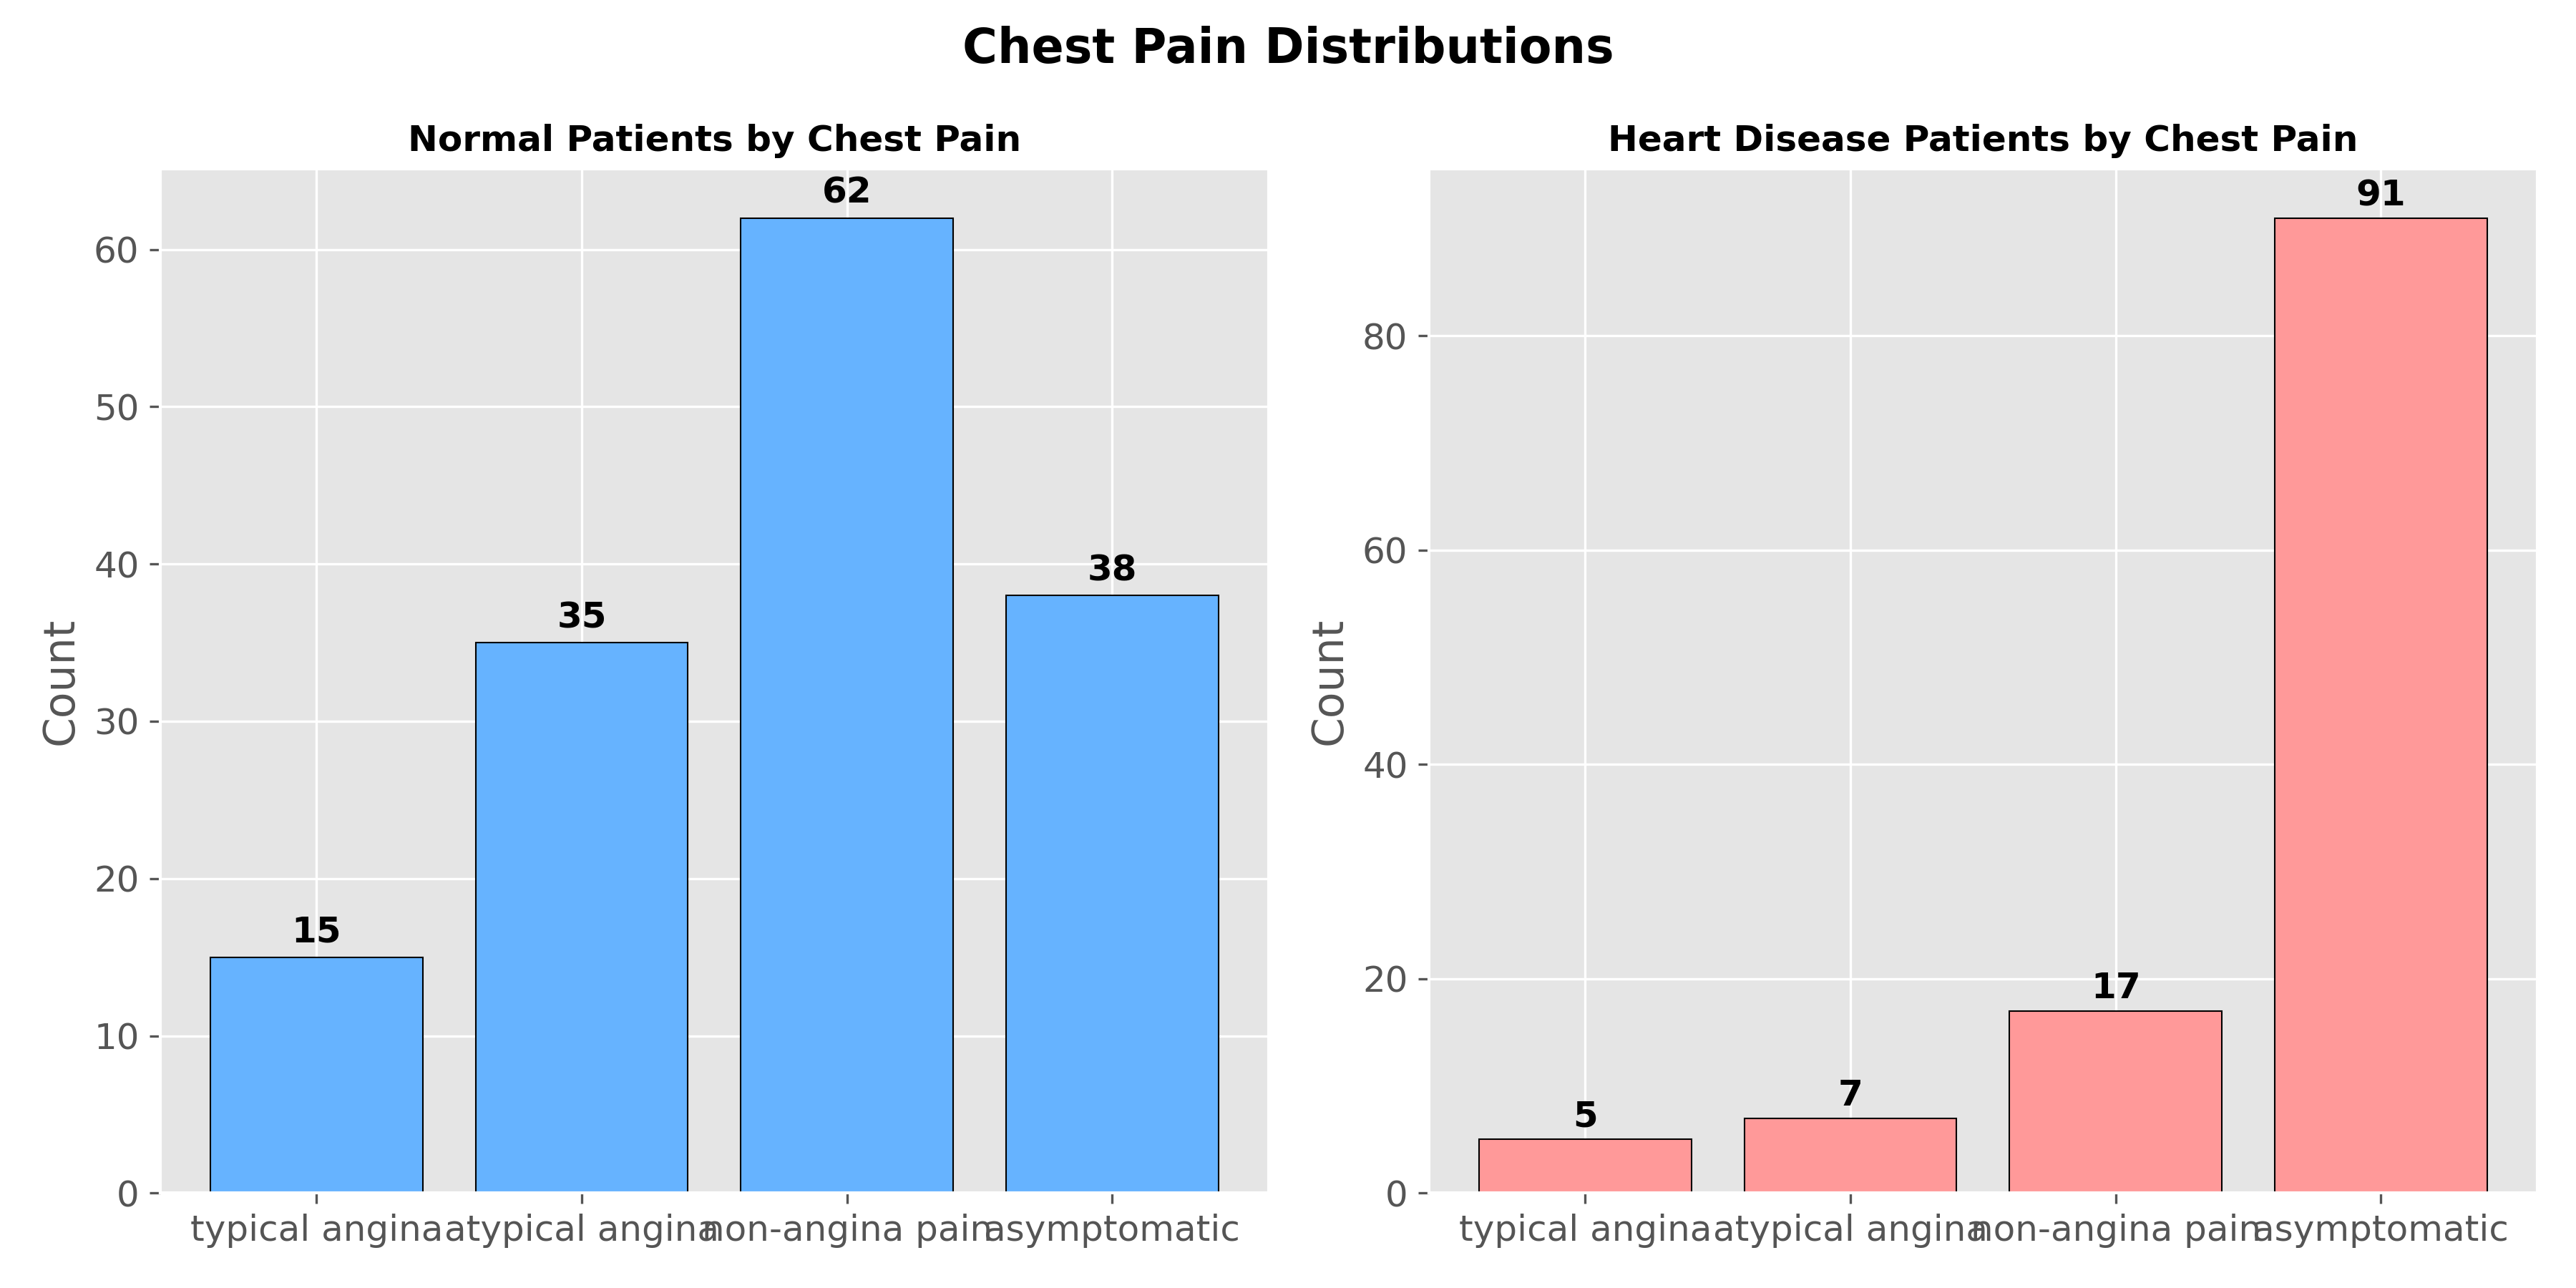 Chest Pain Distributions
Normal Patients by Chest Pain
Count
60
50
40
30
20
10
0
15
35
62
38
typical angina
atypical angina
non-angina pain
asymptomatic
Heart Disease Patients by Chest Pain
Count
80
60
40
20
0
5
7
17
91
typical angina
atypical angina
non-angina pain
asymptomatic